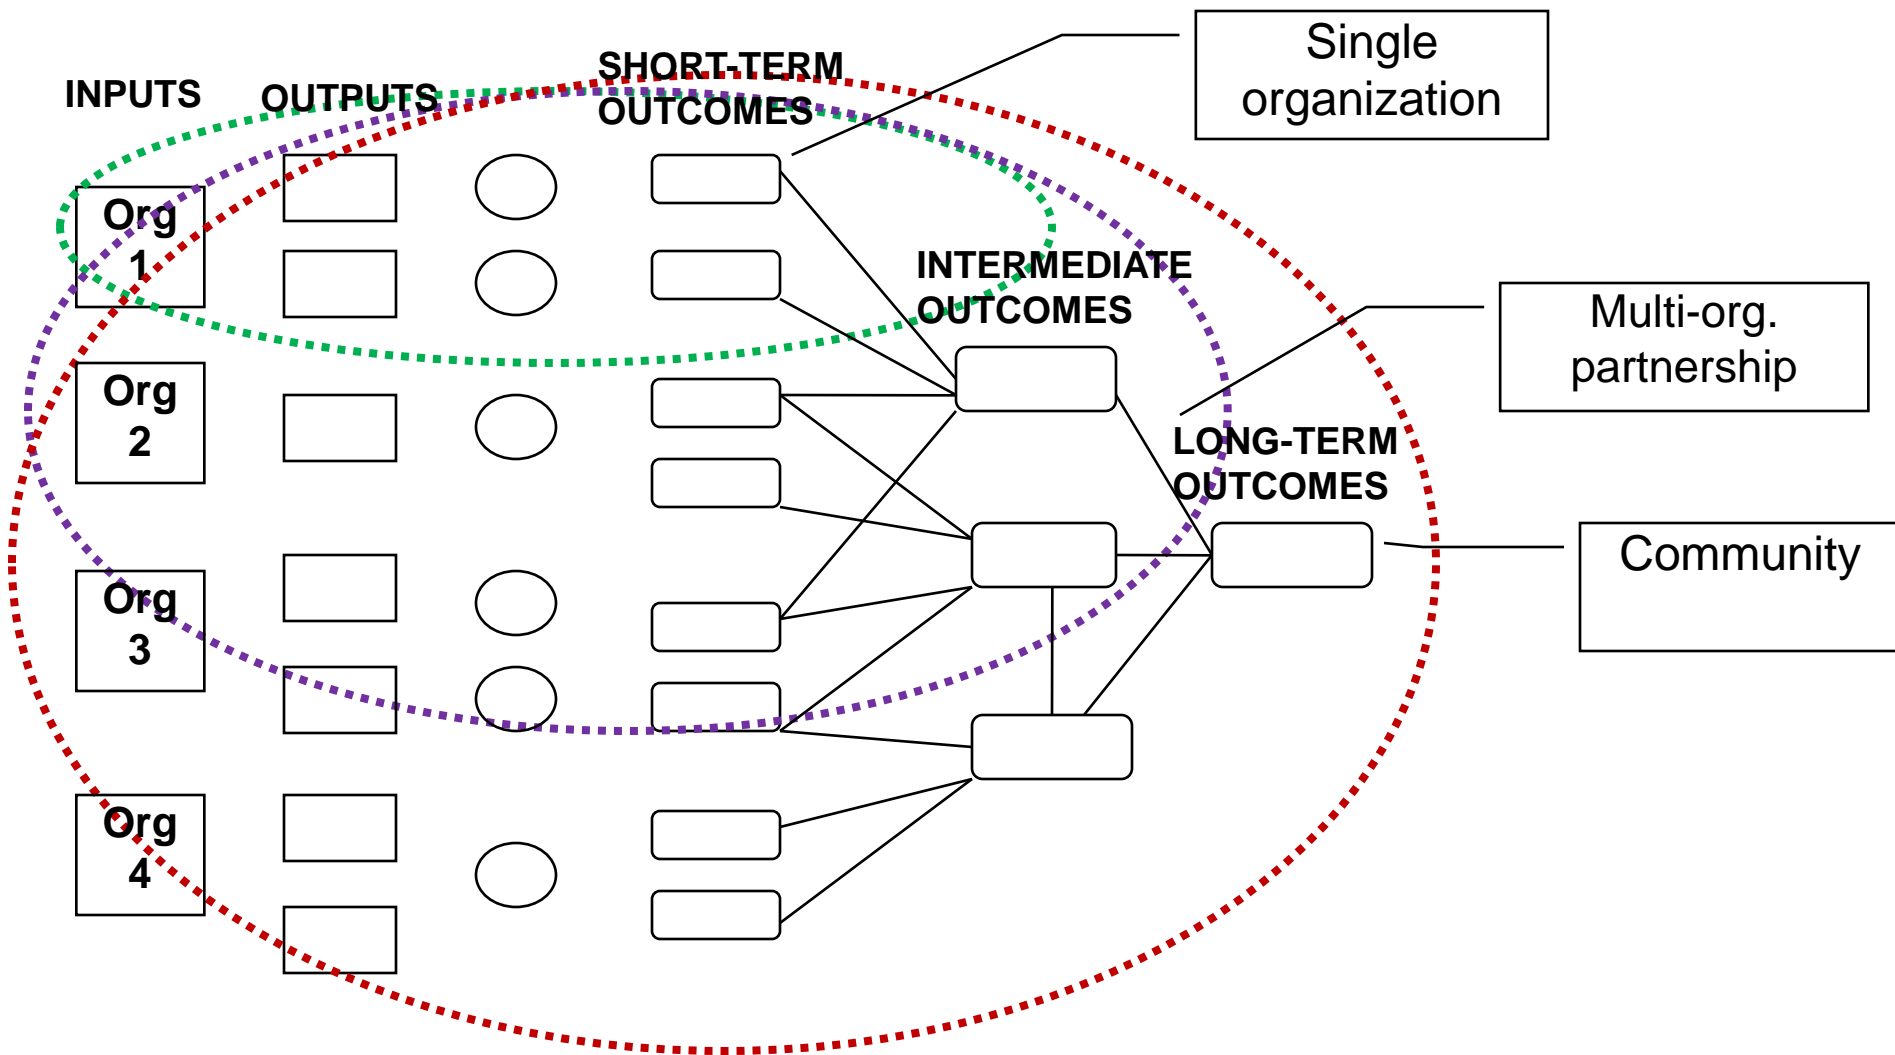 INPUTS
OUTPUTS
SHORT-TERM
OUTCOMES
Single
organization
Org
1
INTERMEDIATE
OUTCOMES
Multi-org.
partnership
Org
2
LONG-TERM
OUTCOMES
Community
Org
3
Org
4